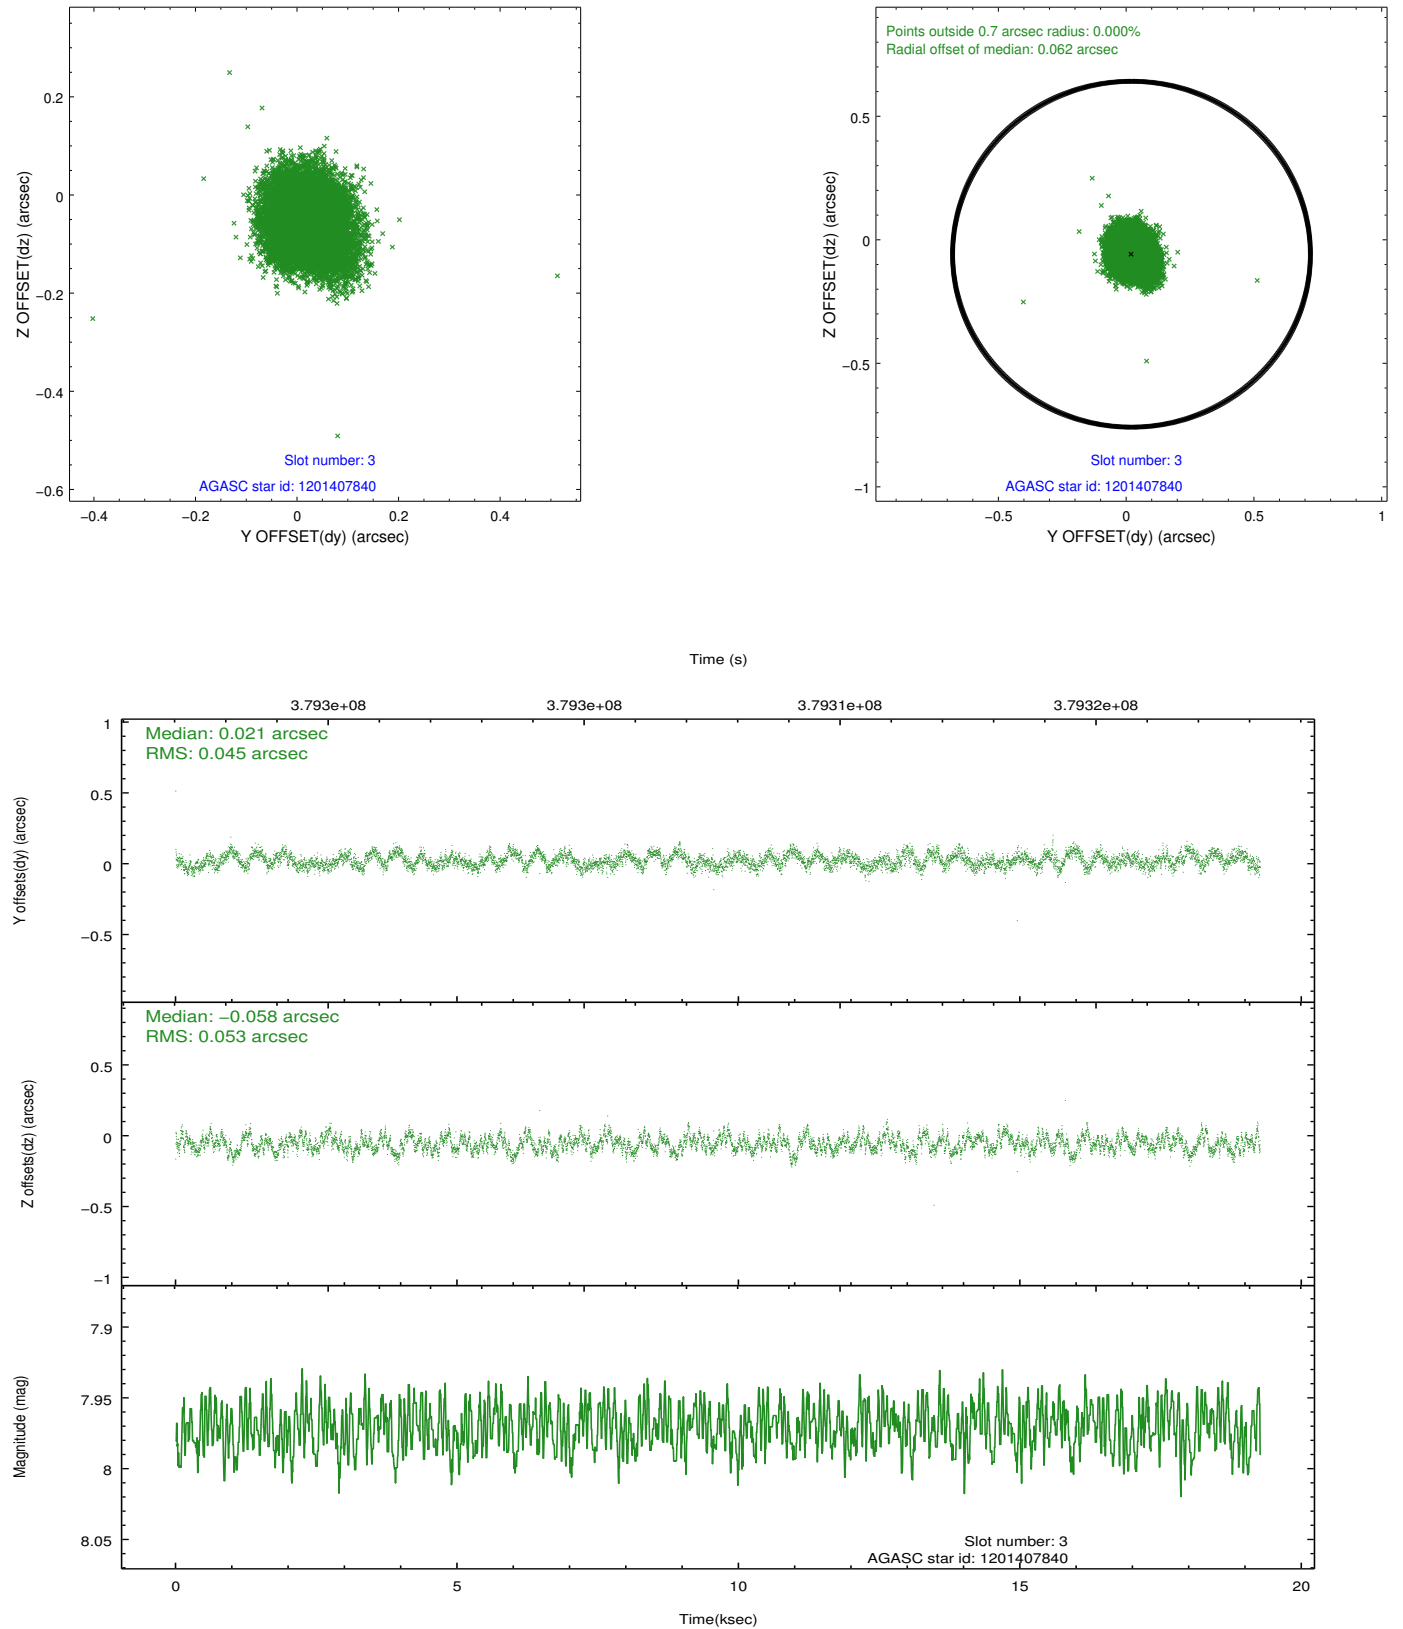 0.2
0
−0.2
−0.4
−0.6
Z OFFSET(dz) (arcsec)
−0.4 −0.2 0 0.2 0.4
Y OFFSET(dy) (arcsec)
Slot number: 3
AGASC star id: 1201407840
Points outside 0.7 arcsec radius: 0.000%
Radial offset of median: 0.062 arcsec
0.5
0
−0.5
−1
Z OFFSET(dz) (arcsec)
−0.5 0 0.5 1
Y OFFSET(dy) (arcsec)
Slot number: 3
AGASC star id: 1201407840
Time (s)
3.793e+08 3.793e+08 3.7931e+08 3.7932e+08
Median: 0.021 arcsec
RMS: 0.045 arcsec
1
0.5
0
−0.5
Y offsets(dy) (arcsec)
Median: −0.058 arcsec
RMS: 0.053 arcsec
0.5
0
−0.5
−1
Z offsets(dz) (arcsec)
7.9
7.95
8
8.05
Magnitude (mag)
Slot number: 3
AGASC star id: 1201407840
0 5 10 15 20
Time(ksec)